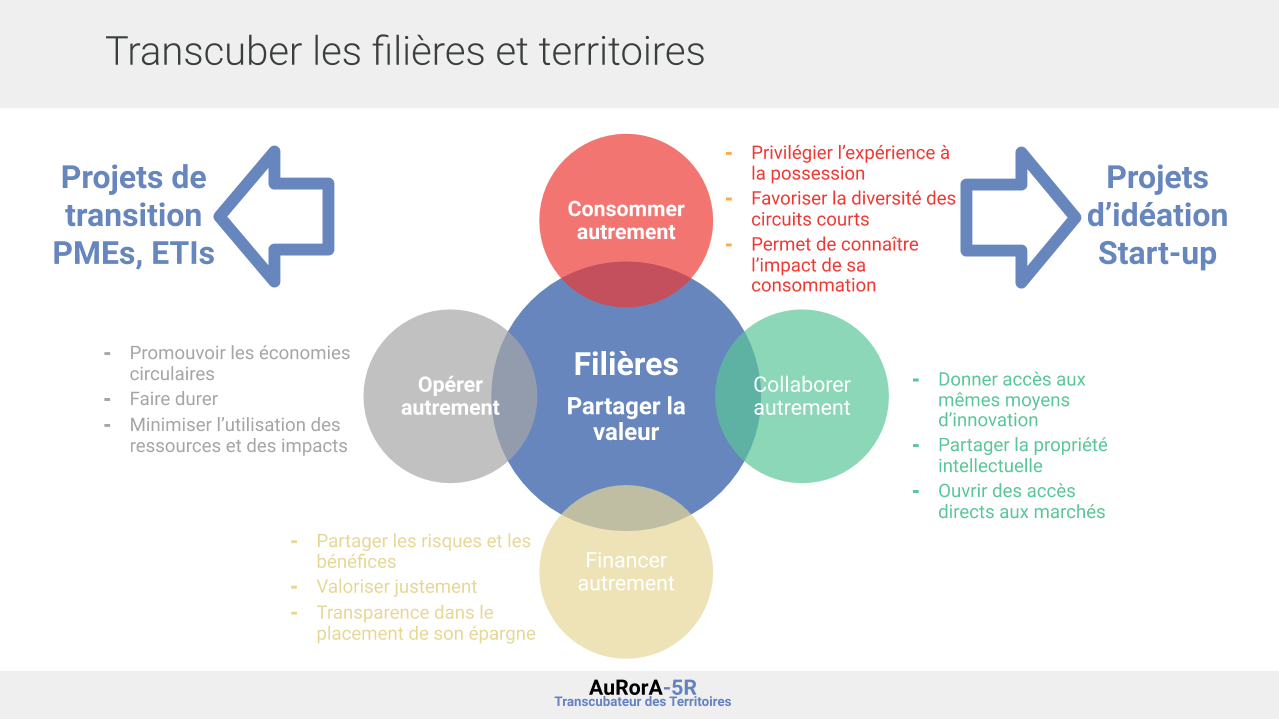 Transcuber les filières et territoires
Projets de
transition
PMEs, ETIs
Consommer
autrement
- Privilégier l’expérience à
la possession
- Favoriser la diversité des
circuits courts
- Permet de connaître
l’impact de sa
consommation
Projets
d’idéation
Start-up
- Promouvoir les économies
circulaires
- Faire durer
- Minimiser l’utilisation des
ressources et des impacts
Opérer
autrement
Filières
Partager la
valeur
Collaborer
autrement
- Donner accès aux
mêmes moyens
d’innovation
- Partager la propriété
intellectuelle
- Ouvrir des accès
directs aux marchés
- Partager les risques et les
bénéfices
- Valoriser justement
- Transparence dans le
placement de son épargne
Financer
autrement
AuRorA-5R
Transcubateur des Territoires